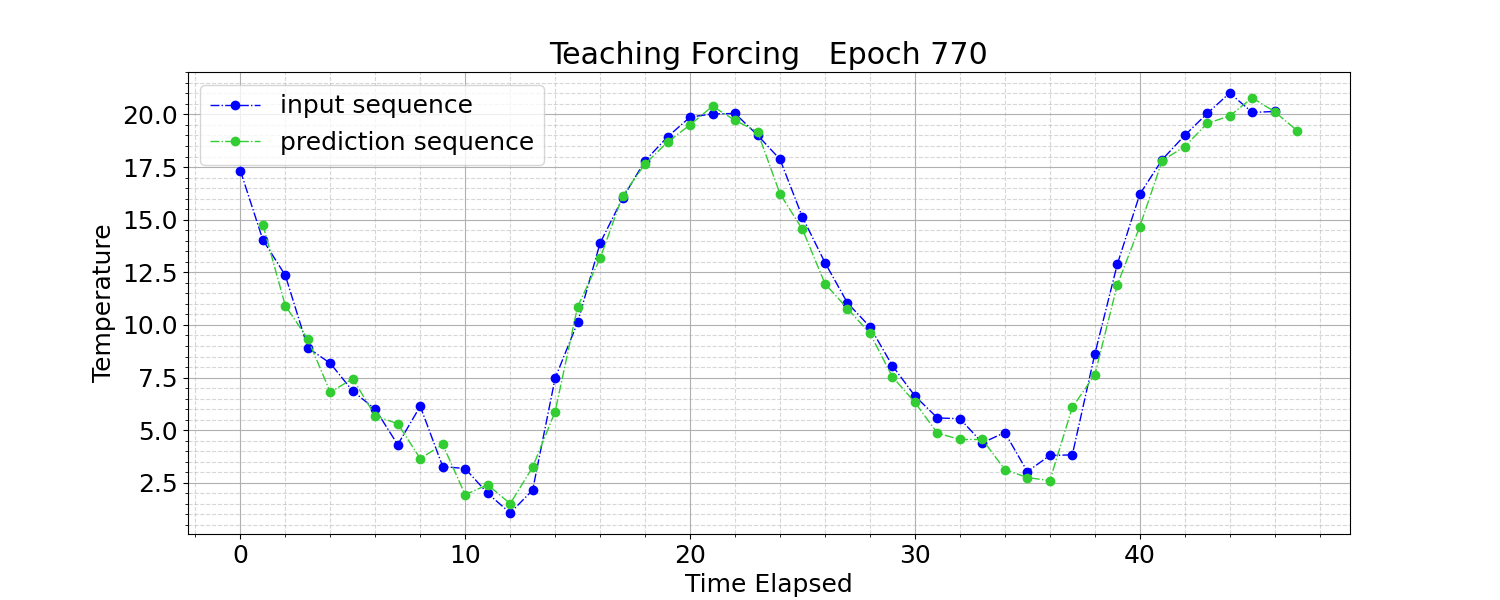 Teaching Forcing   Epoch 770
input sequence
prediction sequence
20.0
17.5
15.0
12.5
10.0
7.5
5.0
2.5
Temperature
0 10 20 30 40
Time Elapsed